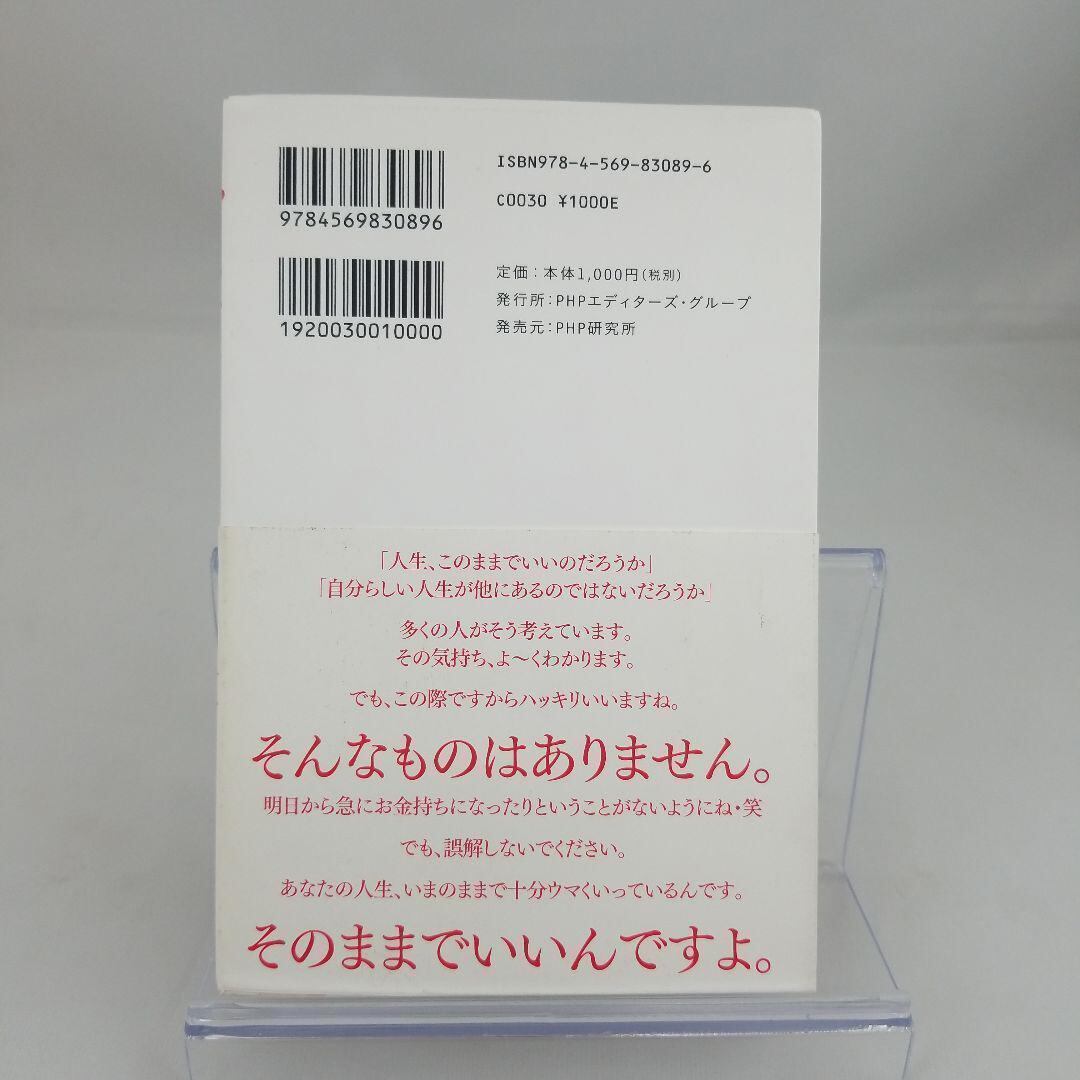 ISBN978-4-569-83089-6
C0030 ¥1000E
9784569830896
1920030010000
定価：本体1,000円（税別）
発行所：PHPエディターズ・グループ
発売元：PHP研究所
「人生、このままでいいのだろうか」
「自分らしい人生が他にあるのではないだろうか」
多くの人がそう考えています。
その気持ち、よ〜くわかります。
でも、この際ですからハッキリいいますね。
そんなものはありません。
明日から急にお金持ちになったりということがないようにね・笑
でも、誤解しないでください。
あなたの人生、いまのままで十分ウマくいっているんです。
そのままでいいんですよ。